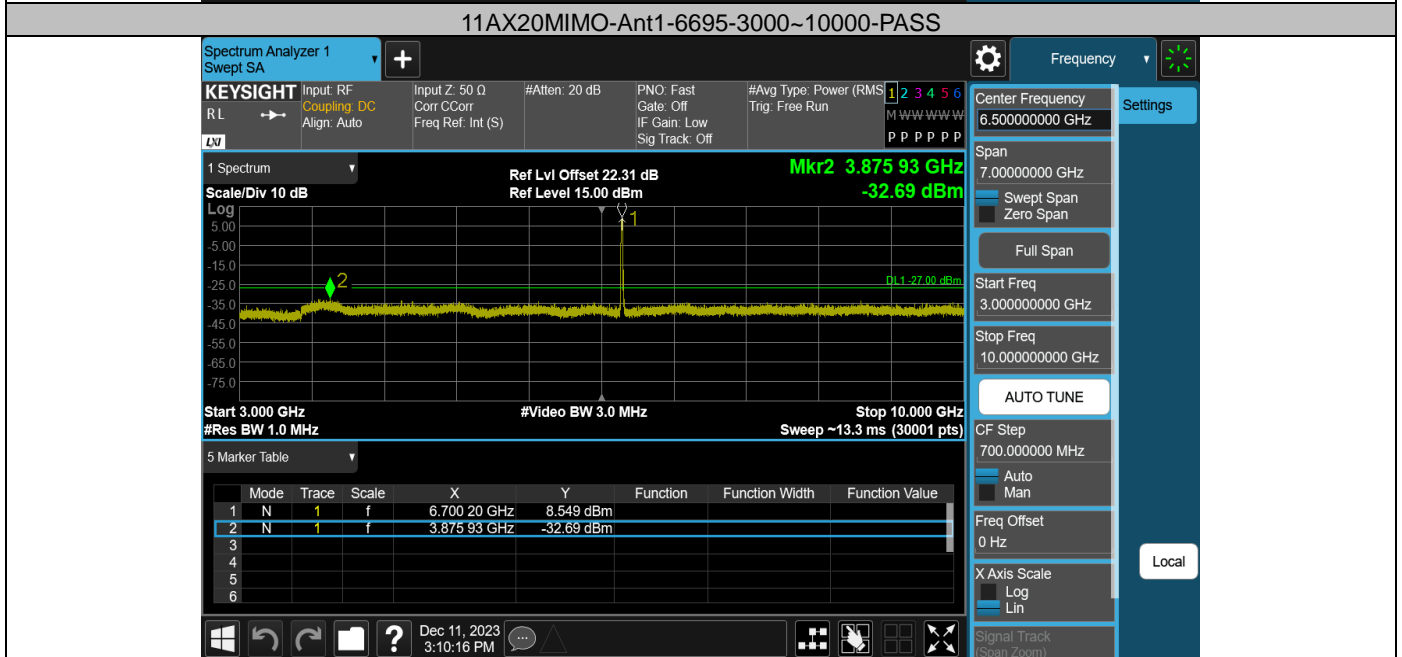 11AX20MIMO-Ant1-6695-3000~10000-PASS
Spectrum Analyzer 1
Swept SA
+
Frequency
KEYSIGHT
RL
LXI
Input: RF
Coupling: DC
Align: Auto
Input Z: 50 Ω
Corr CCorr
Freq Ref: Int (S)
#Atten: 20 dB
PNO: Fast
Gate: Off
IF Gain: Low
Sig Track: Off
#Avg Type: Power (RMS
Trig: Free Run
1 2 3 4 5 6
M W W W W W
P P P P P P
1 Spectrum
Scale/Div 10 dB
Ref Lvl Offset 22.31 dB
Ref Level 15.00 dBm
Mkr2 3.875 93 GHz
-32.69 dBm
Log
5.00
-5.00
-15.0
-25.0
-35.0
-45.0
-55.0
-65.0
-75.0
1
2
DL1 -27.00 dBm
Start 3.000 GHz
#Video BW 3.0 MHz
Stop 10.000 GHz
#Res BW 1.0 MHz
Sweep ~13.3 ms (30001 pts)
5 Marker Table
Mode Trace Scale X Y Function Function Width Function Value
1 N 1 f 6.700 20 GHz 8.549 dBm
2 N 1 f 3.875 93 GHz -32.69 dBm
3
4
5
6
Dec 11, 2023
3:10:16 PM
Center Frequency
6.500000000 GHz
Settings
Span
7.00000000 GHz
Swept Span
Zero Span
Full Span
Start Freq
3.000000000 GHz
Stop Freq
10.000000000 GHz
AUTO TUNE
CF Step
700.000000 MHz
Auto
Man
Freq Offset
0 Hz
X Axis Scale
Log
Lin
Local
Signal Track
(Span Zoom)